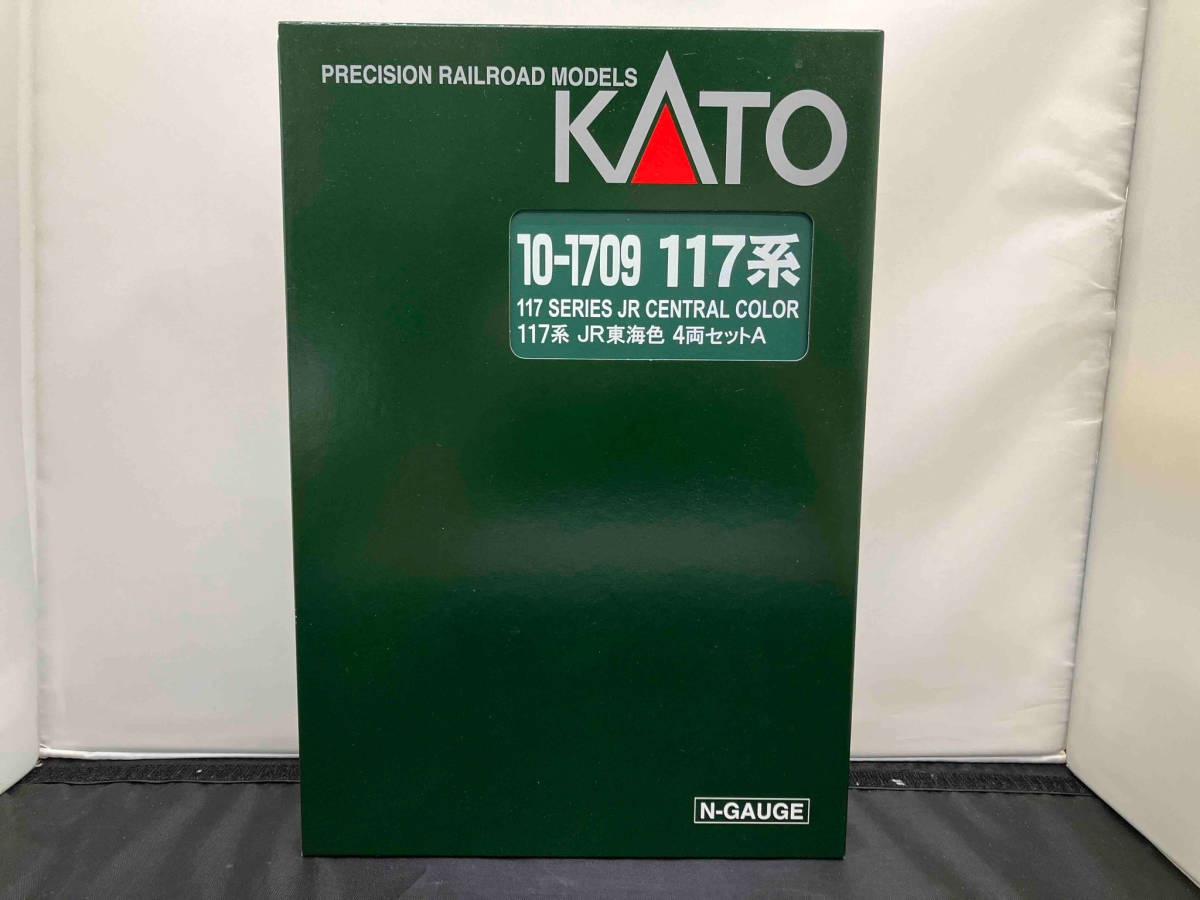 PRECISION RAILROAD MODELS
KATO
10-1709 117系
117 SERIES JR CENTRAL COLOR
117系 JR東海色 4両セットA
N-GAUGE